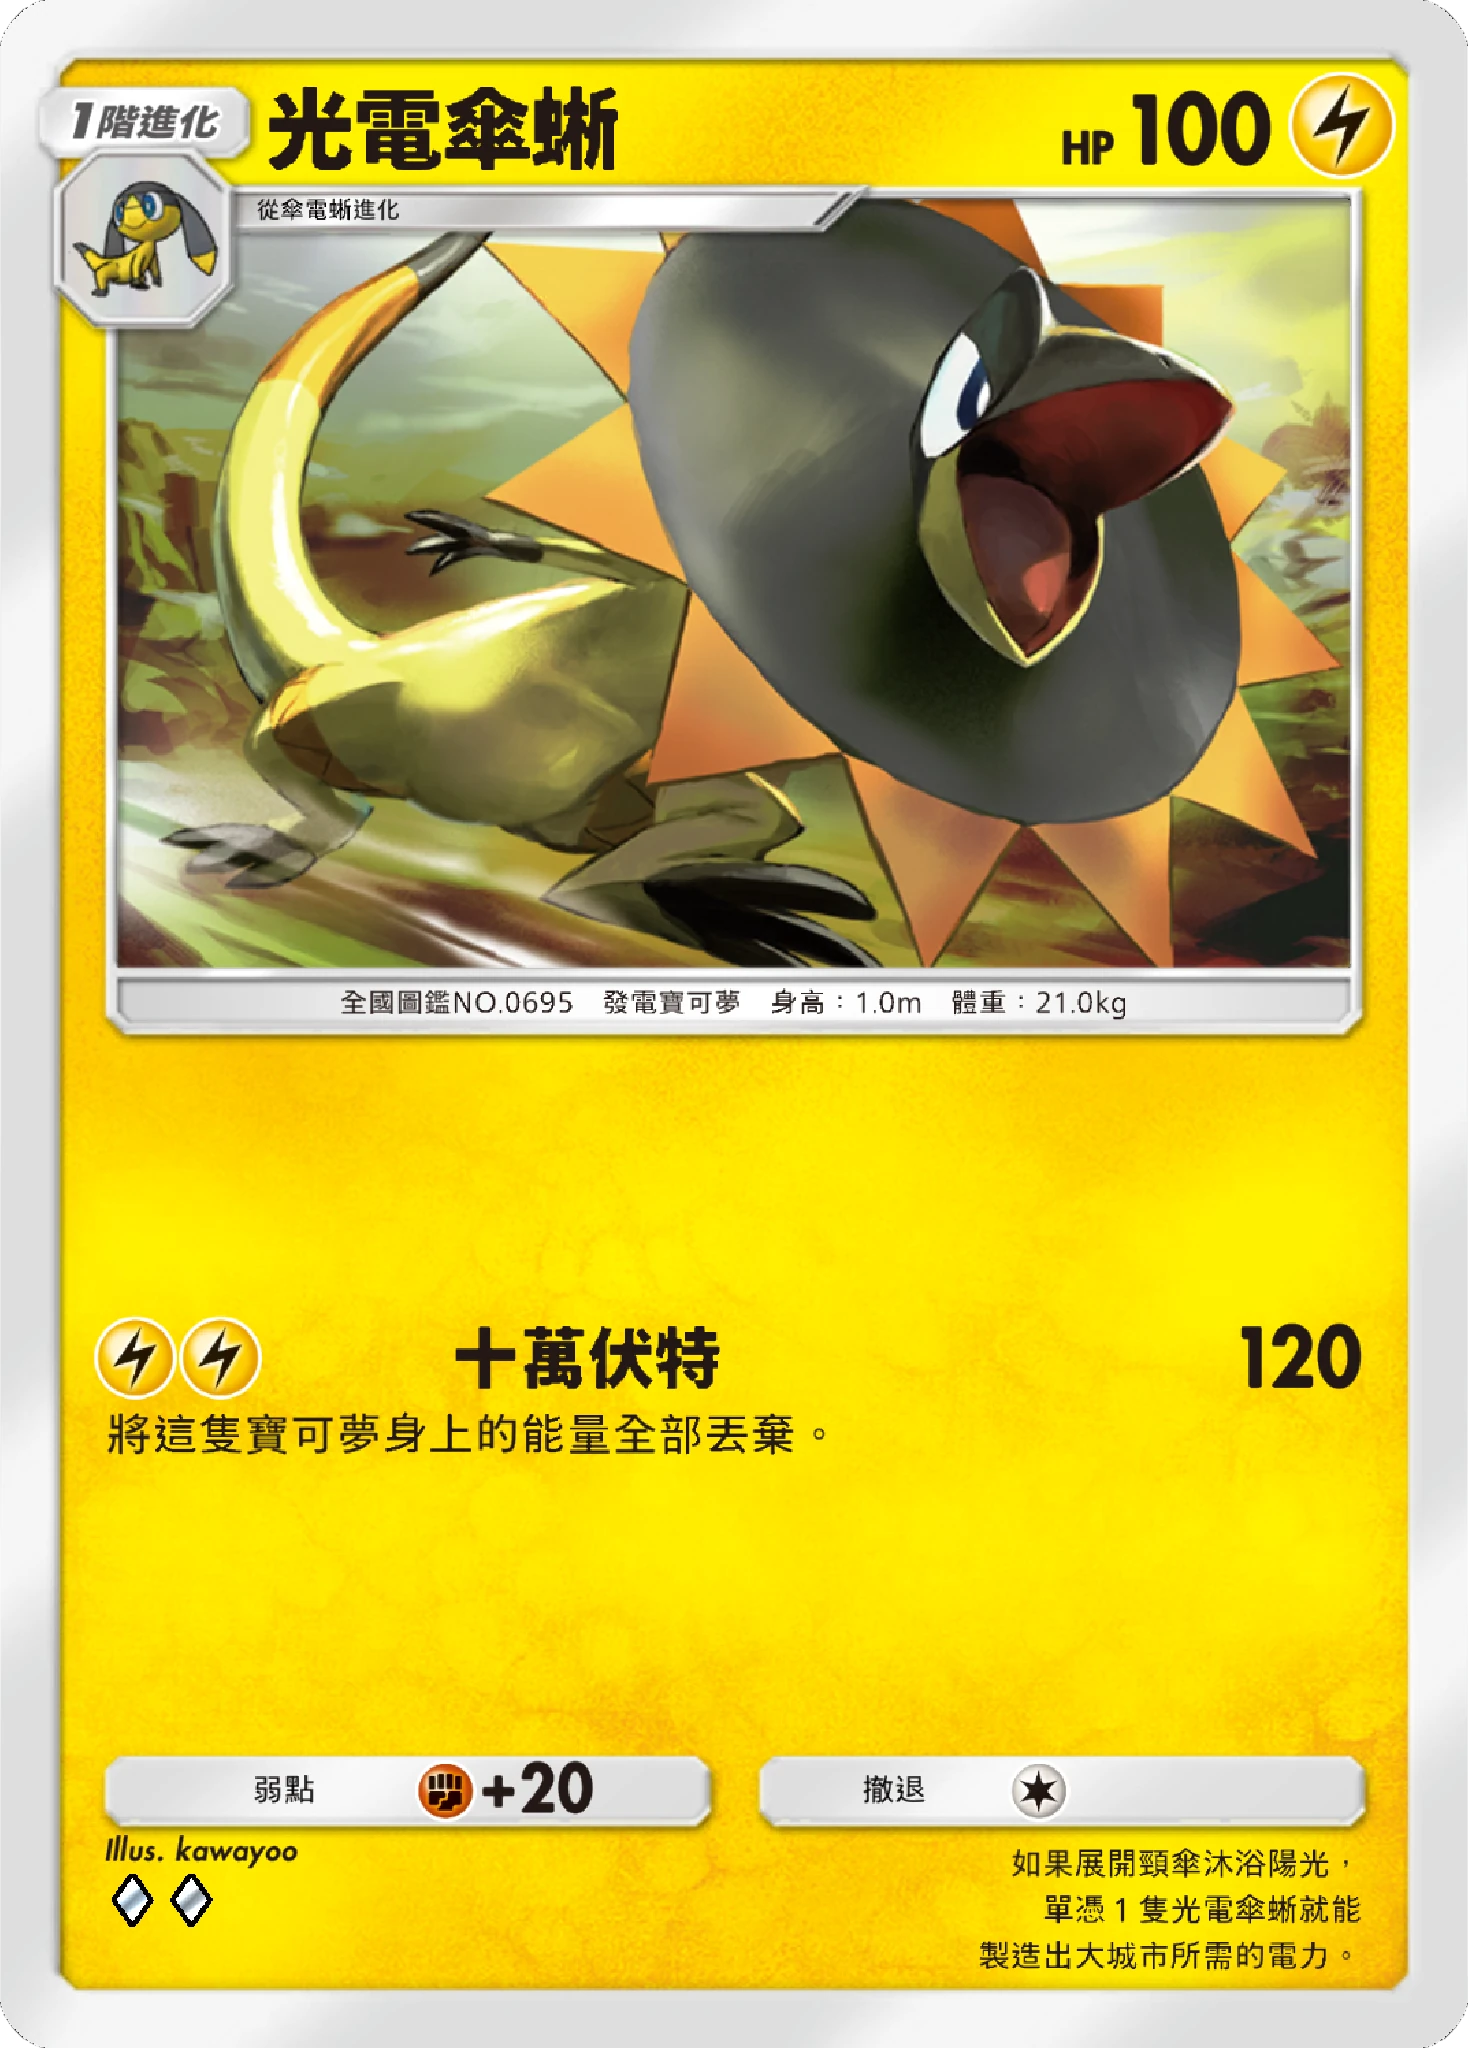 1階進化
光電傘蜥
HP 100
從傘電蜥進化
全國圖鑑NO.0695 發電寶可夢 身高：1.0m 體重：21.0kg
十萬伏特 120
將這隻寶可夢身上的能量全部丟棄。
弱點 +20 撤退
Illus. kawayoo
如果展開頸傘沐浴陽光，
單憑1隻光電傘蜥就能
製造出大城市所需的電力。